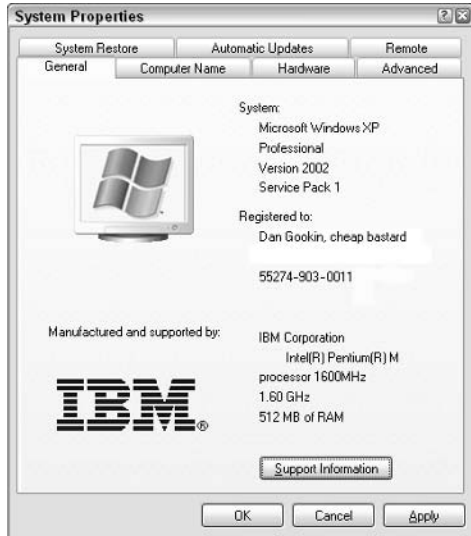 System Properties
System Restore
Automatic Updates
Remote
General
Computer Name
Hardware
Advanced
System:
Microsoft Windows XP
Professional
Version 2002
Service Pack 1
Registered to:
Dan Gookin, cheap bastard
55274-903-0011
Manufactured and supported by:
IBM®
IBM Corporation
Intel(R) Pentium(R) M
processor 1600MHz
1.60 GHz
512 MB of RAM
Support Information
OK
Cancel
Apply